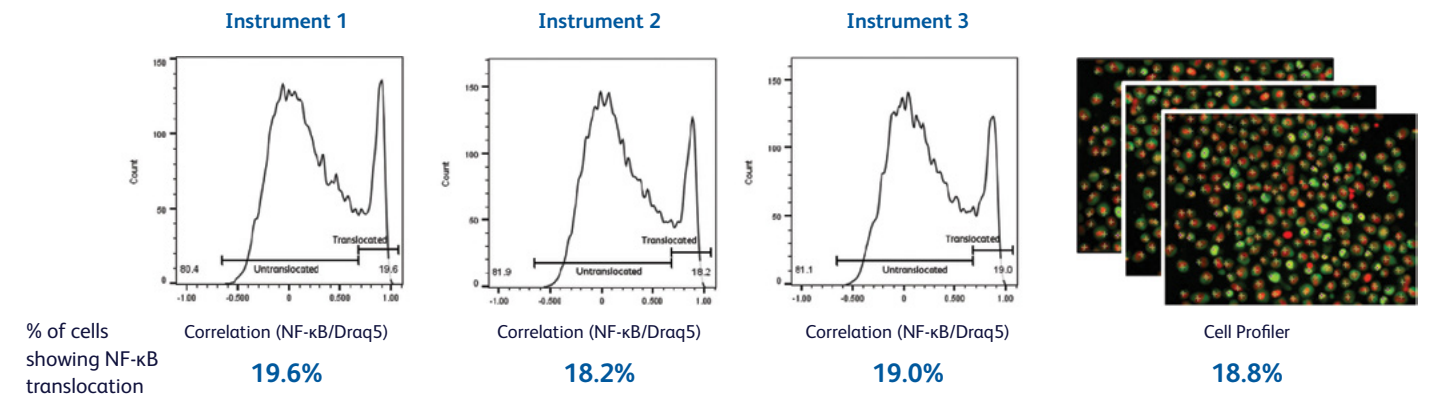 Instrument 1
Instrument 2
Instrument 3
150
100
50
0
Count
Translocated
Untranslocated
80.4
19.6
-1.00
-0.500
0
0.500
1.00
150
100
50
0
Count
Translocated
Untranslocated
81.9
18.2
-1.00
-0.500
0
0.500
1.00
150
100
50
0
Count
Translocated
Untranslocated
81.1
19.0
-1.00
-0.500
0
0.500
1.00
% of cells
showing NF-κB
translocation
Correlation (NF-κB/Draq5)
Correlation (NF-κB/Draq5)
Correlation (NF-κB/Draq5)
Cell Profiler
19.6%
18.2%
19.0%
18.8%